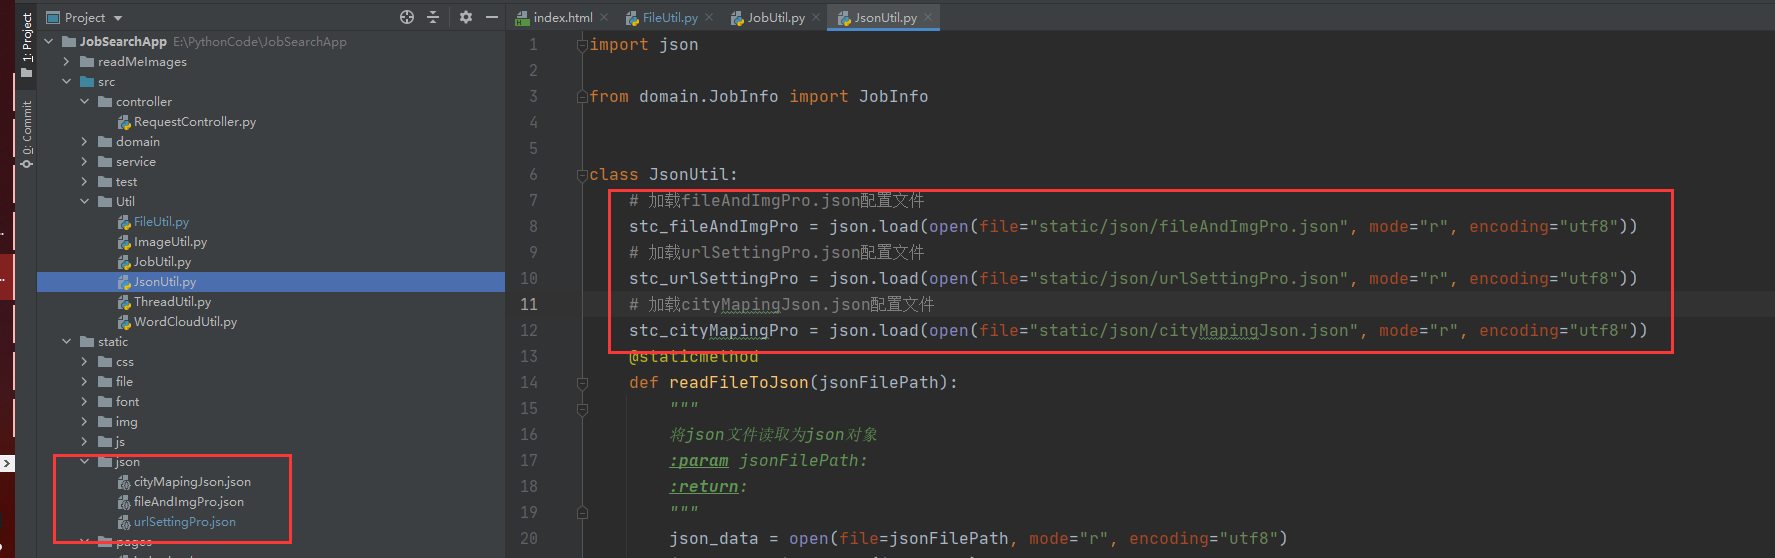 Project
index.html
FileUtil.py
JobUtil.py
JsonUtil.py
1: Project
0: Commit
JobSearchApp E:\PythonCode\JobSearchApp
readMeImages
src
controller
RequestController.py
domain
service
test
Util
FileUtil.py
ImageUtil.py
JobUtil.py
JsonUtil.py
ThreadUtil.py
WordCloudUtil.py
static
css
file
font
img
js
json
cityMapingJson.json
fileAndImgPro.json
urlSettingPro.json
pages
1 import json
2
3 from domain.JobInfo import JobInfo
4
5
6 class JsonUtil:
7 # 加载fileAndImgPro.json配置文件
8 stc_fileAndImgPro = json.load(open(file="static/json/fileAndImgPro.json", mode="r", encoding="utf8"))
9 # 加载urlSettingPro.json配置文件
10 stc_urlSettingPro = json.load(open(file="static/json/urlSettingPro.json", mode="r", encoding="utf8"))
11 # 加载cityMapingJson.json配置文件
12 stc_cityMapingPro = json.load(open(file="static/json/cityMapingJson.json", mode="r", encoding="utf8"))
13 @staticmethod
14 def readFileToJson(jsonFilePath):
15 """
16 将json文件读取为json对象
17 :param jsonFilePath:
18 :return:
19 """
20 json_data = open(file=jsonFilePath, mode="r", encoding="utf8")